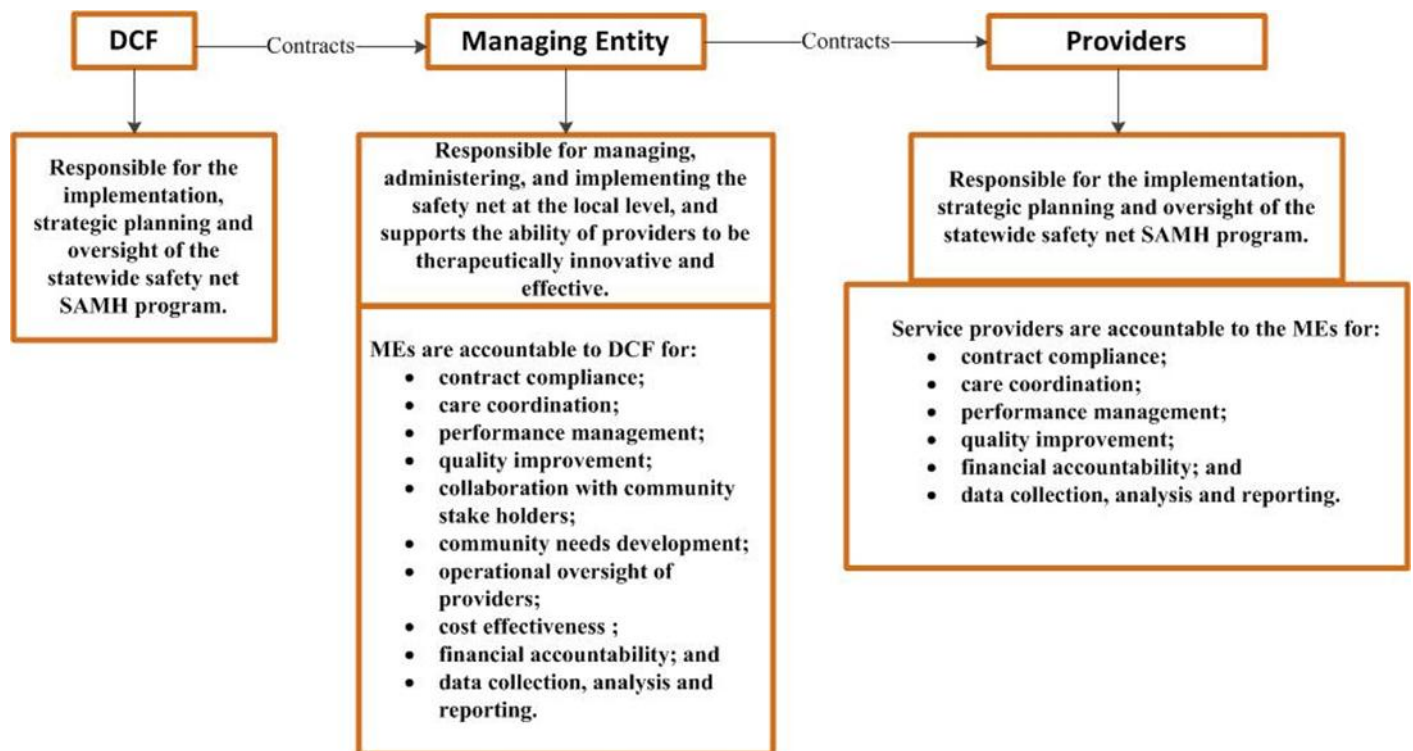 DCF
Contracts
Managing Entity
Contracts
Providers
Responsible for the
implementation,
strategic planning and
oversight of the
statewide safety net
SAMH program.
Responsible for managing,
administering, and implementing the
safety net at the local level, and
supports the ability of providers to be
therapeutically innovative and
effective.
MEs are accountable to DCF for:
• contract compliance;
• care coordination;
• performance management;
• quality improvement;
• collaboration with community
stake holders;
• community needs development;
• operational oversight of
providers;
• cost effectiveness ;
• financial accountability; and
• data collection, analysis and
reporting.
Responsible for the implementation,
strategic planning and oversight of the
statewide safety net SAMH program.
Service providers are accountable to the MEs for:
• contract compliance;
• care coordination;
• performance management;
• quality improvement;
• financial accountability; and
• data collection, analysis and reporting.